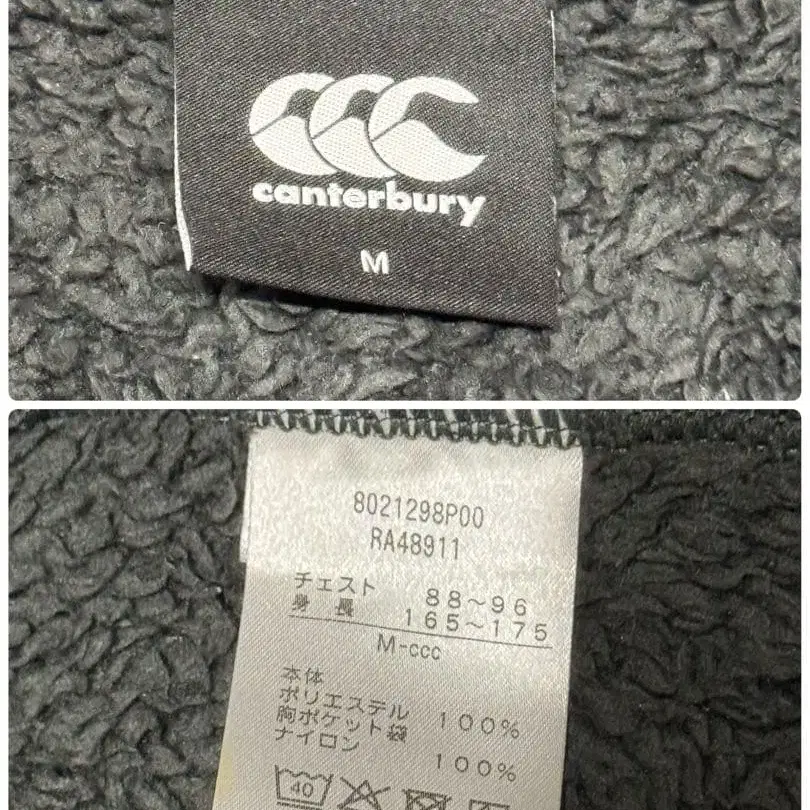 canterbury
M
8021298P00
RA48911
チェスト 88～96
身長 165～175
M-ccc
本体
ポリエステル 100%
胸ポケット袋
ナイロン 100%
40